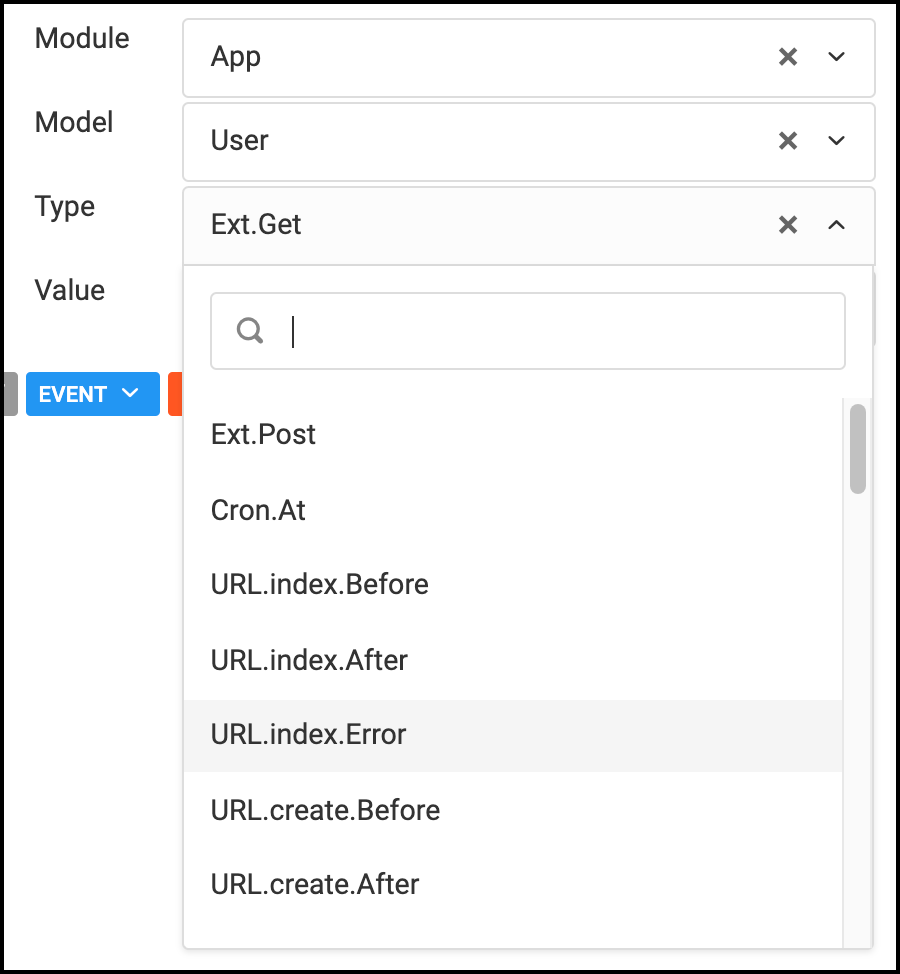 Module
App
Model
User
Type
Ext.Get
Value
EVENT
Ext.Post
Cron.At
URL.index.Before
URL.index.After
URL.index.Error
URL.create.Before
URL.create.After